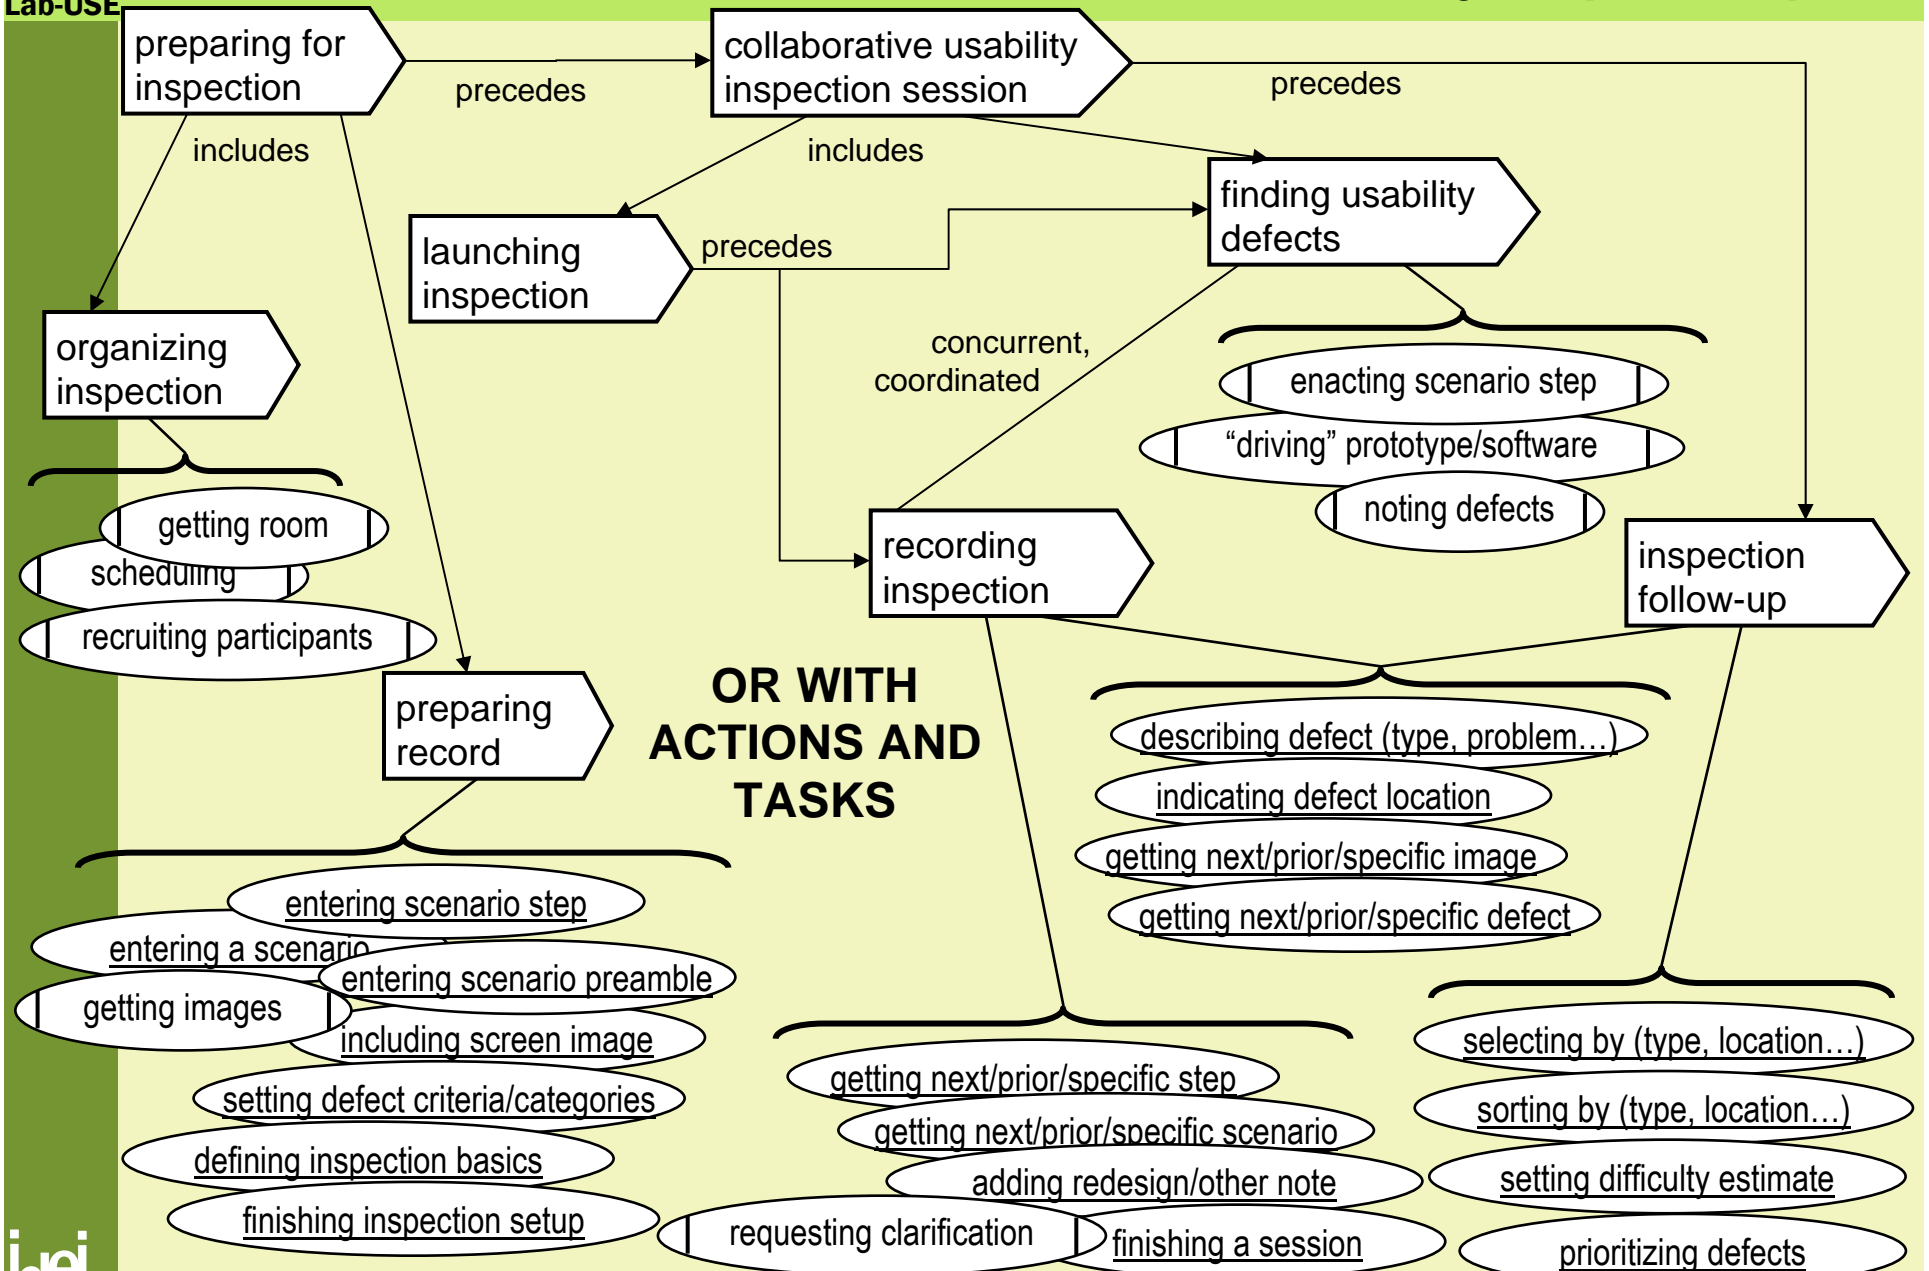 Lab-USE
preparing for
inspection
precedes
collaborative usability
inspection session
precedes
includes
includes
finding usability
defects
launching
inspection
precedes
organizing
inspection
concurrent,
coordinated
enacting scenario step
“driving” prototype/software
noting defects
getting room
scheduling
recruiting participants
recording
inspection
inspection
follow-up
preparing
record
OR WITH
ACTIONS AND
TASKS
describing defect (type, problem…)
indicating defect location
getting next/prior/specific image
getting next/prior/specific defect
entering scenario step
entering a scenario
entering scenario preamble
getting images
including screen image
setting defect criteria/categories
defining inspection basics
finishing inspection setup
getting next/prior/specific step
getting next/prior/specific scenario
adding redesign/other note
requesting clarification
finishing a session
selecting by (type, location…)
sorting by (type, location…)
setting difficulty estimate
prioritizing defects